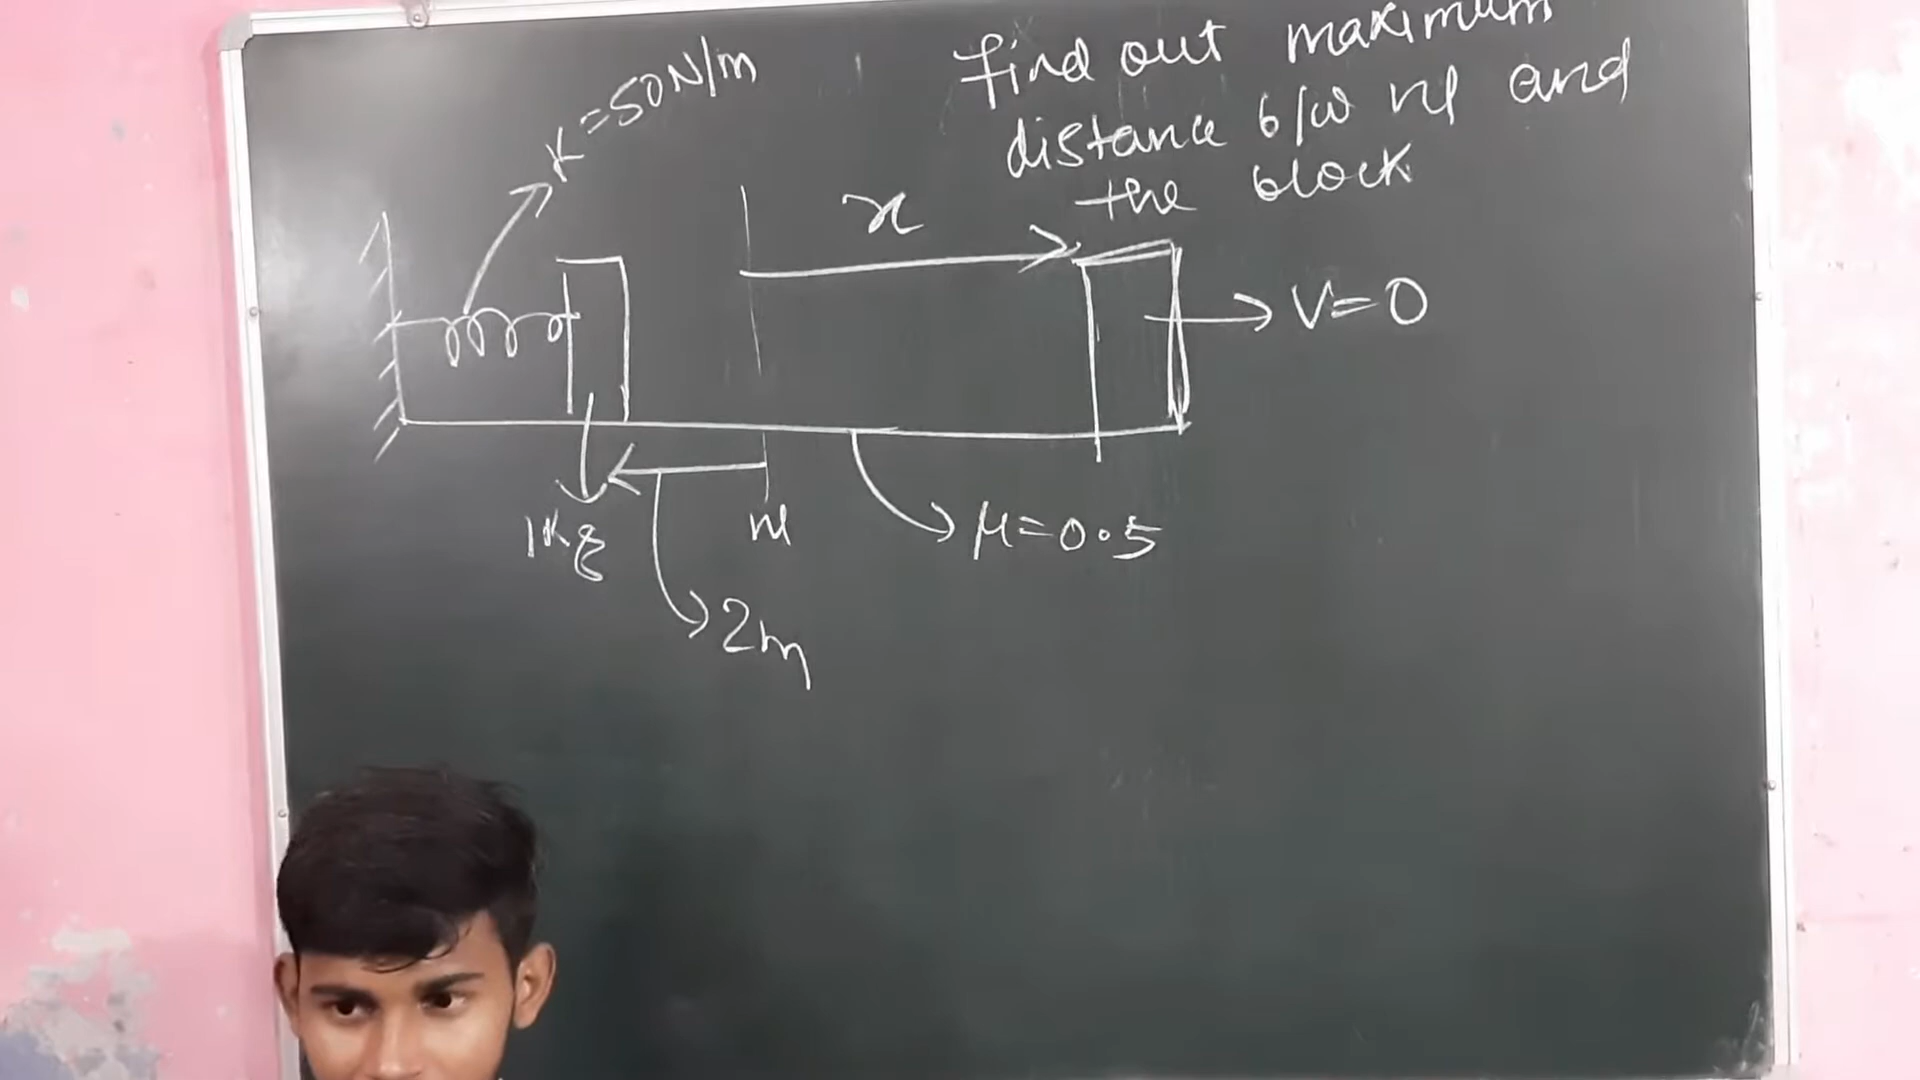 find out maximum
distance b/w nl and
the block
K=50N/m
x
V=0
1Kg
nl
μ=0.5
2m